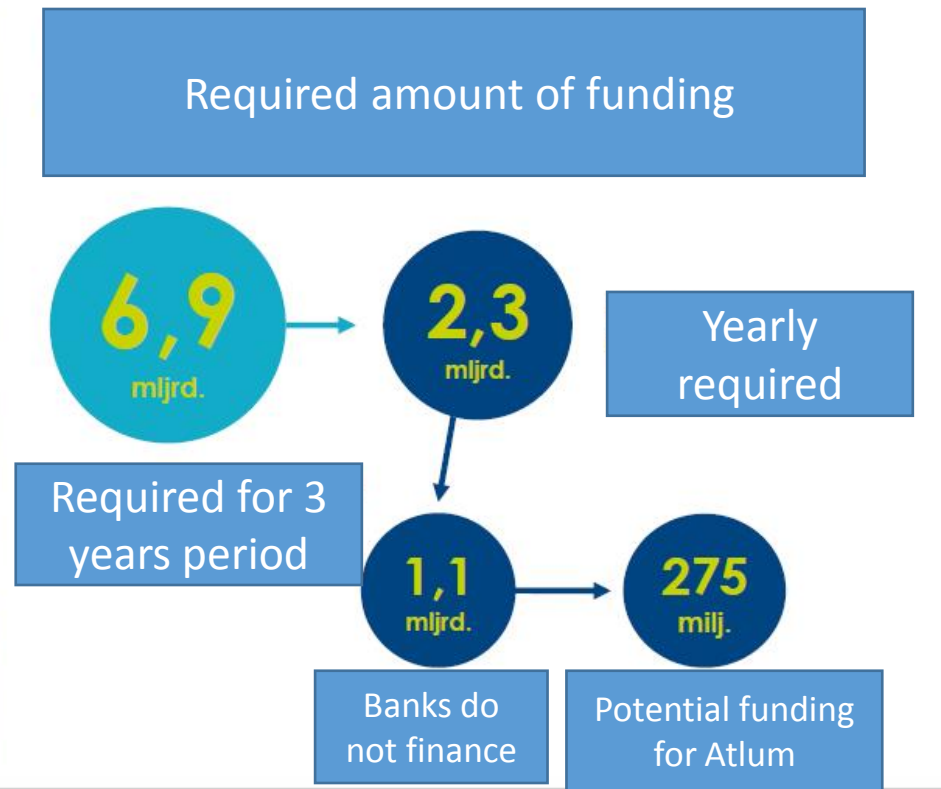 Required amount of funding
6,9
mljrd.
2,3
mljrd.
Yearly
required
Required for 3
years period
1,1
mljrd.
275
milj.
Banks do
not finance
Potential funding
for Atlum